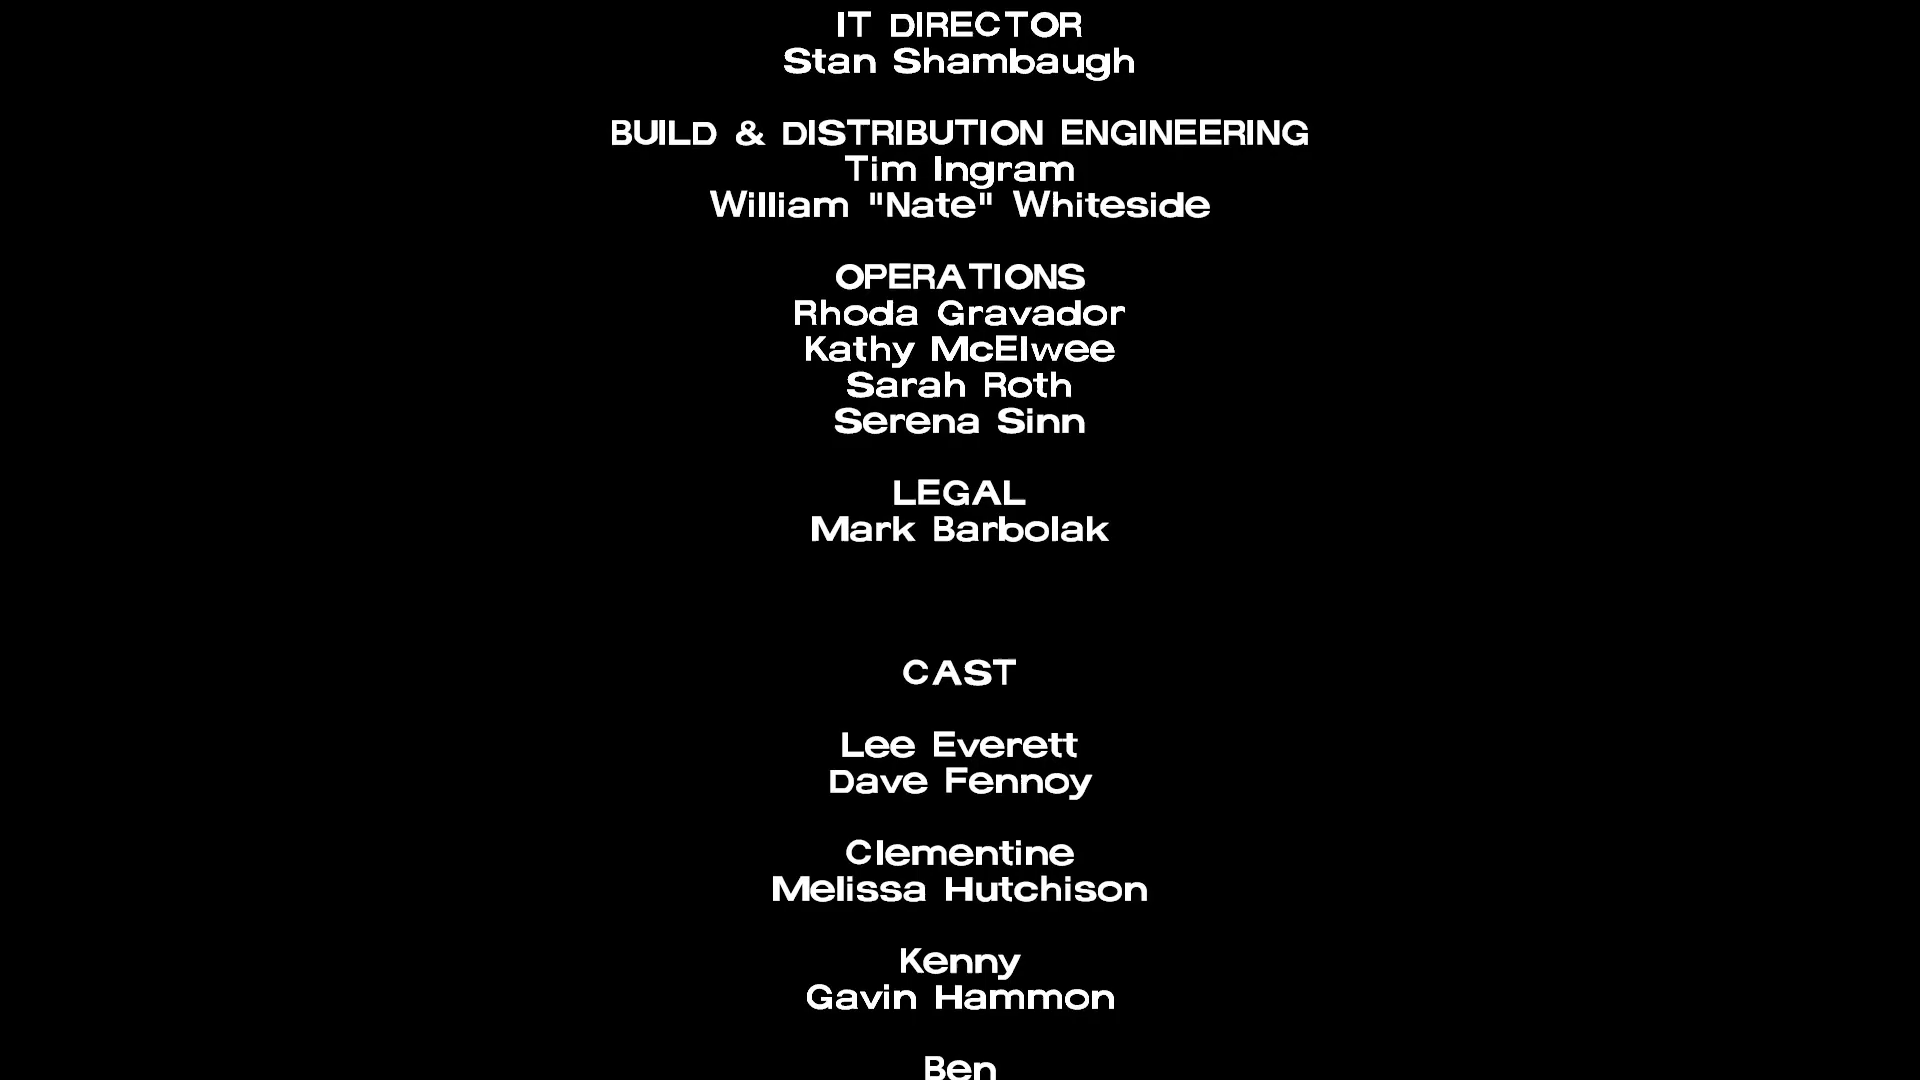 IT DIRECTOR
Stan Shambaugh
BUILD & DISTRIBUTION ENGINEERING
Tim Ingram
William "Nate" Whiteside
OPERATIONS
Rhoda Gravador
Kathy McElwee
Sarah Roth
Serena Sinn
LEGAL
Mark Barbolak
CAST
Lee Everett
Dave Fennoy
Clementine
Melissa Hutchison
Kenny
Gavin Hammon
Ben